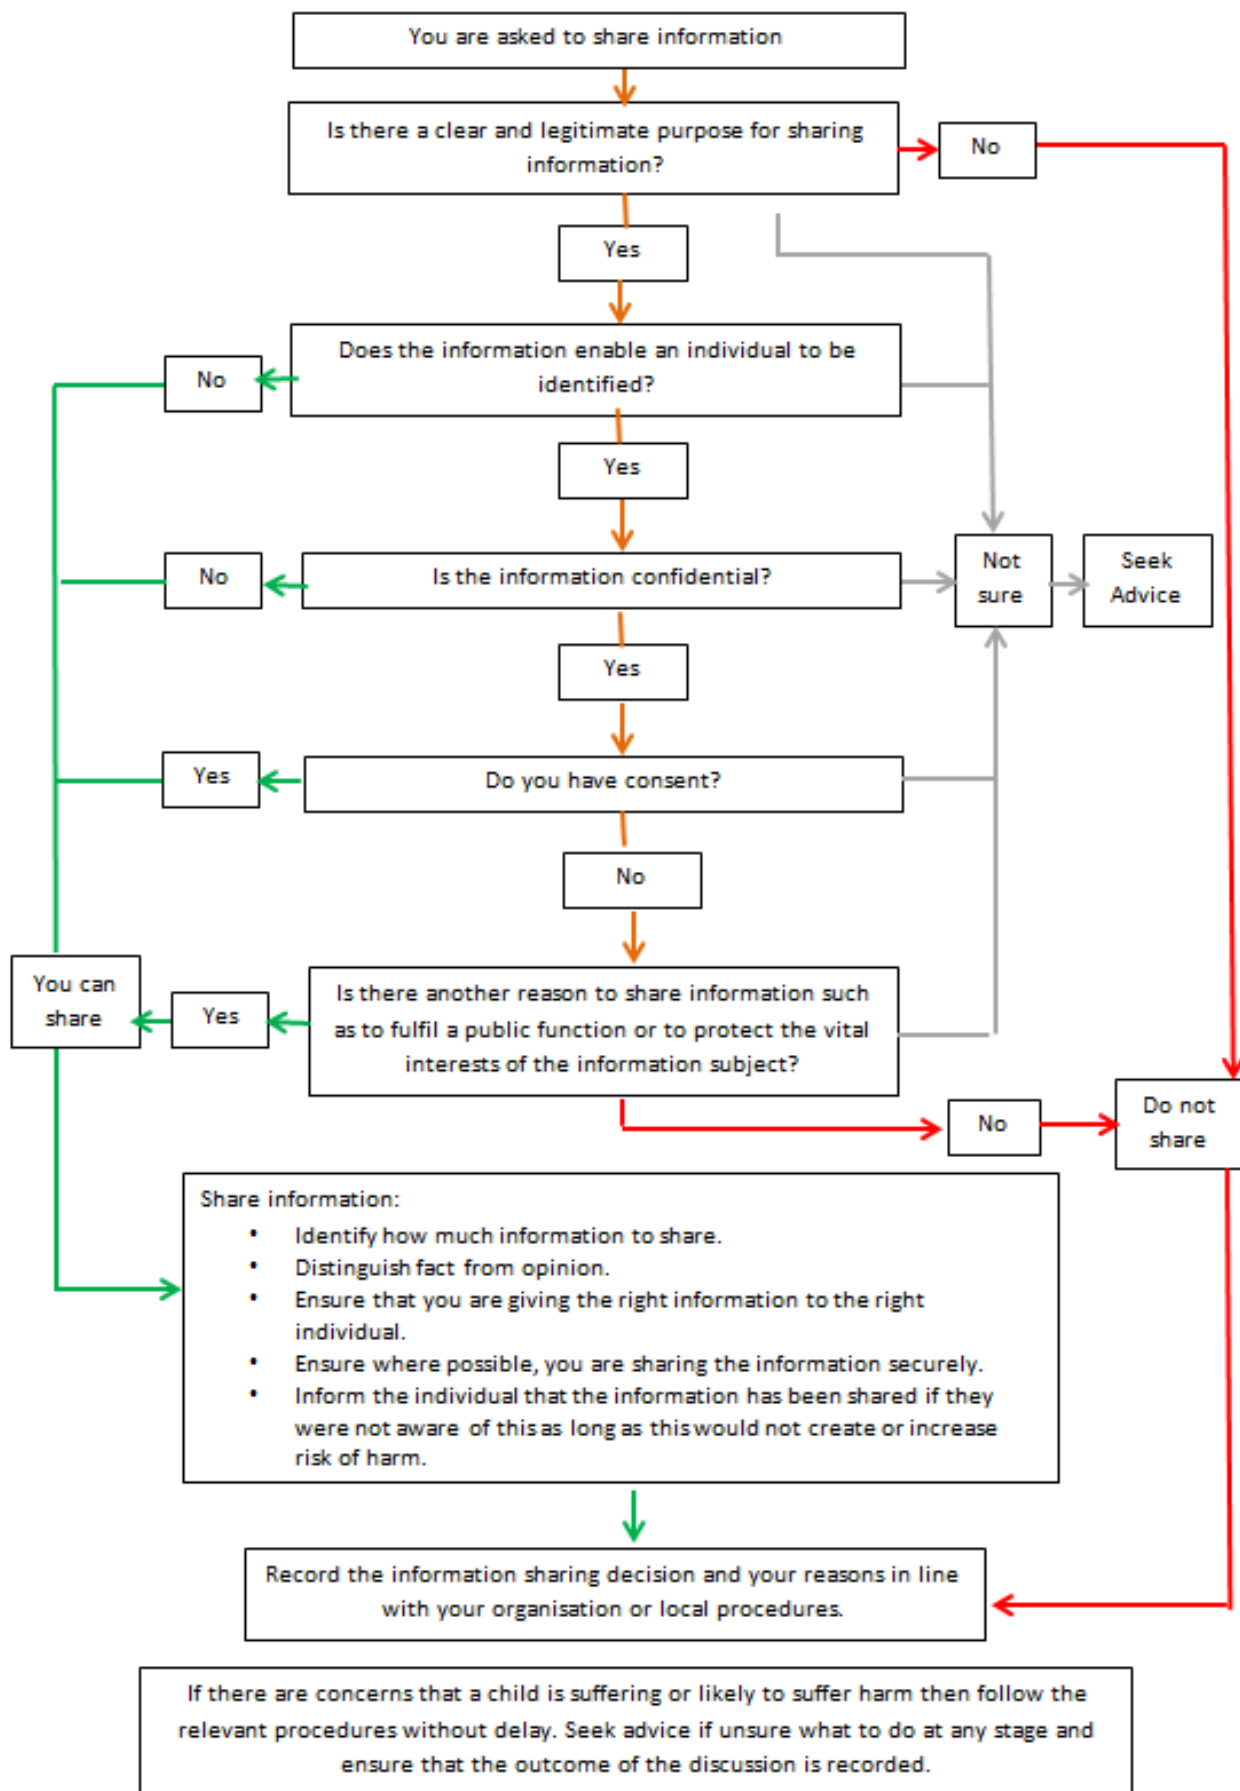 You are asked to share information
Is there a clear and legitimate purpose for sharing
information?
No
Yes
Does the information enable an individual to be
identified?
No
Yes
Is the information confidential?
No
Not
sure
Seek
Advice
Yes
Do you have consent?
Yes
No
Is there another reason to share information such
as to fulfil a public function or to protect the vital
interests of the information subject?
Yes
You can
share
No
Do not
share
Share information:
• Identify how much information to share.
• Distinguish fact from opinion.
• Ensure that you are giving the right information to the right
individual.
• Ensure where possible, you are sharing the information securely.
• Inform the individual that the information has been shared if they
were not aware of this as long as this would not create or increase
risk of harm.
Record the information sharing decision and your reasons in line
with your organisation or local procedures.
If there are concerns that a child is suffering or likely to suffer harm then follow the
relevant procedures without delay. Seek advice if unsure what to do at any stage and
ensure that the outcome of the discussion is recorded.